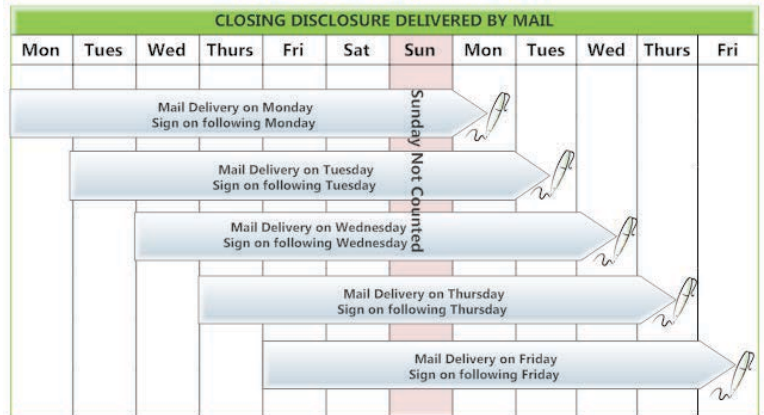 CLOSING DISCLOSURE DELIVERED BY MAIL
Mon Tues Wed Thurs Fri Sat Sun Mon Tues Wed Thurs Fri
Sunday Not Counted
Mail Delivery on Monday
Sign on following Monday
Mail Delivery on Tuesday
Sign on following Tuesday
Mail Delivery on Wednesday
Sign on following Wednesday
Mail Delivery on Thursday
Sign on following Thursday
Mail Delivery on Friday
Sign on following Friday